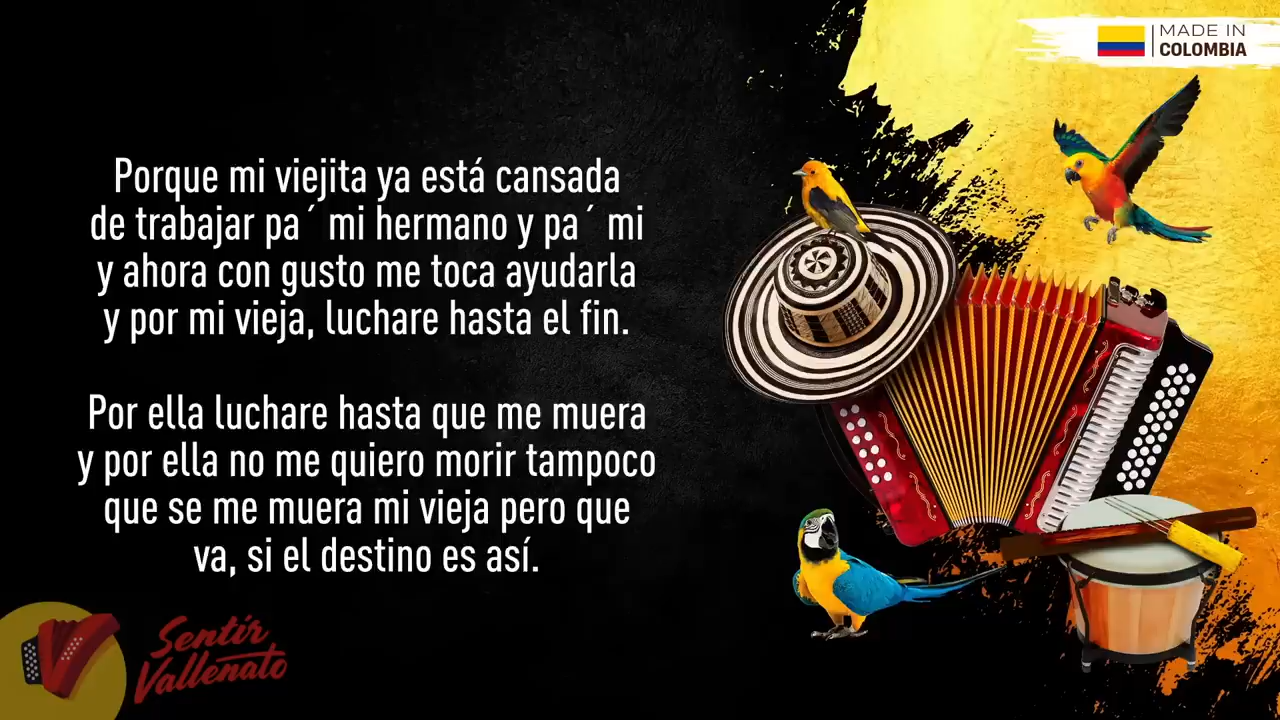 MADE IN
COLOMBIA
Porque mi viejita ya está cansada
de trabajar pa´ mi hermano y pa´ mi
y ahora con gusto me toca ayudarla
y por mi vieja, luchare hasta el fin.
Por ella luchare hasta que me muera
y por ella no me quiero morir tampoco
que se me muera mi vieja pero que
va, si el destino es así.
Sentir
Vallenato